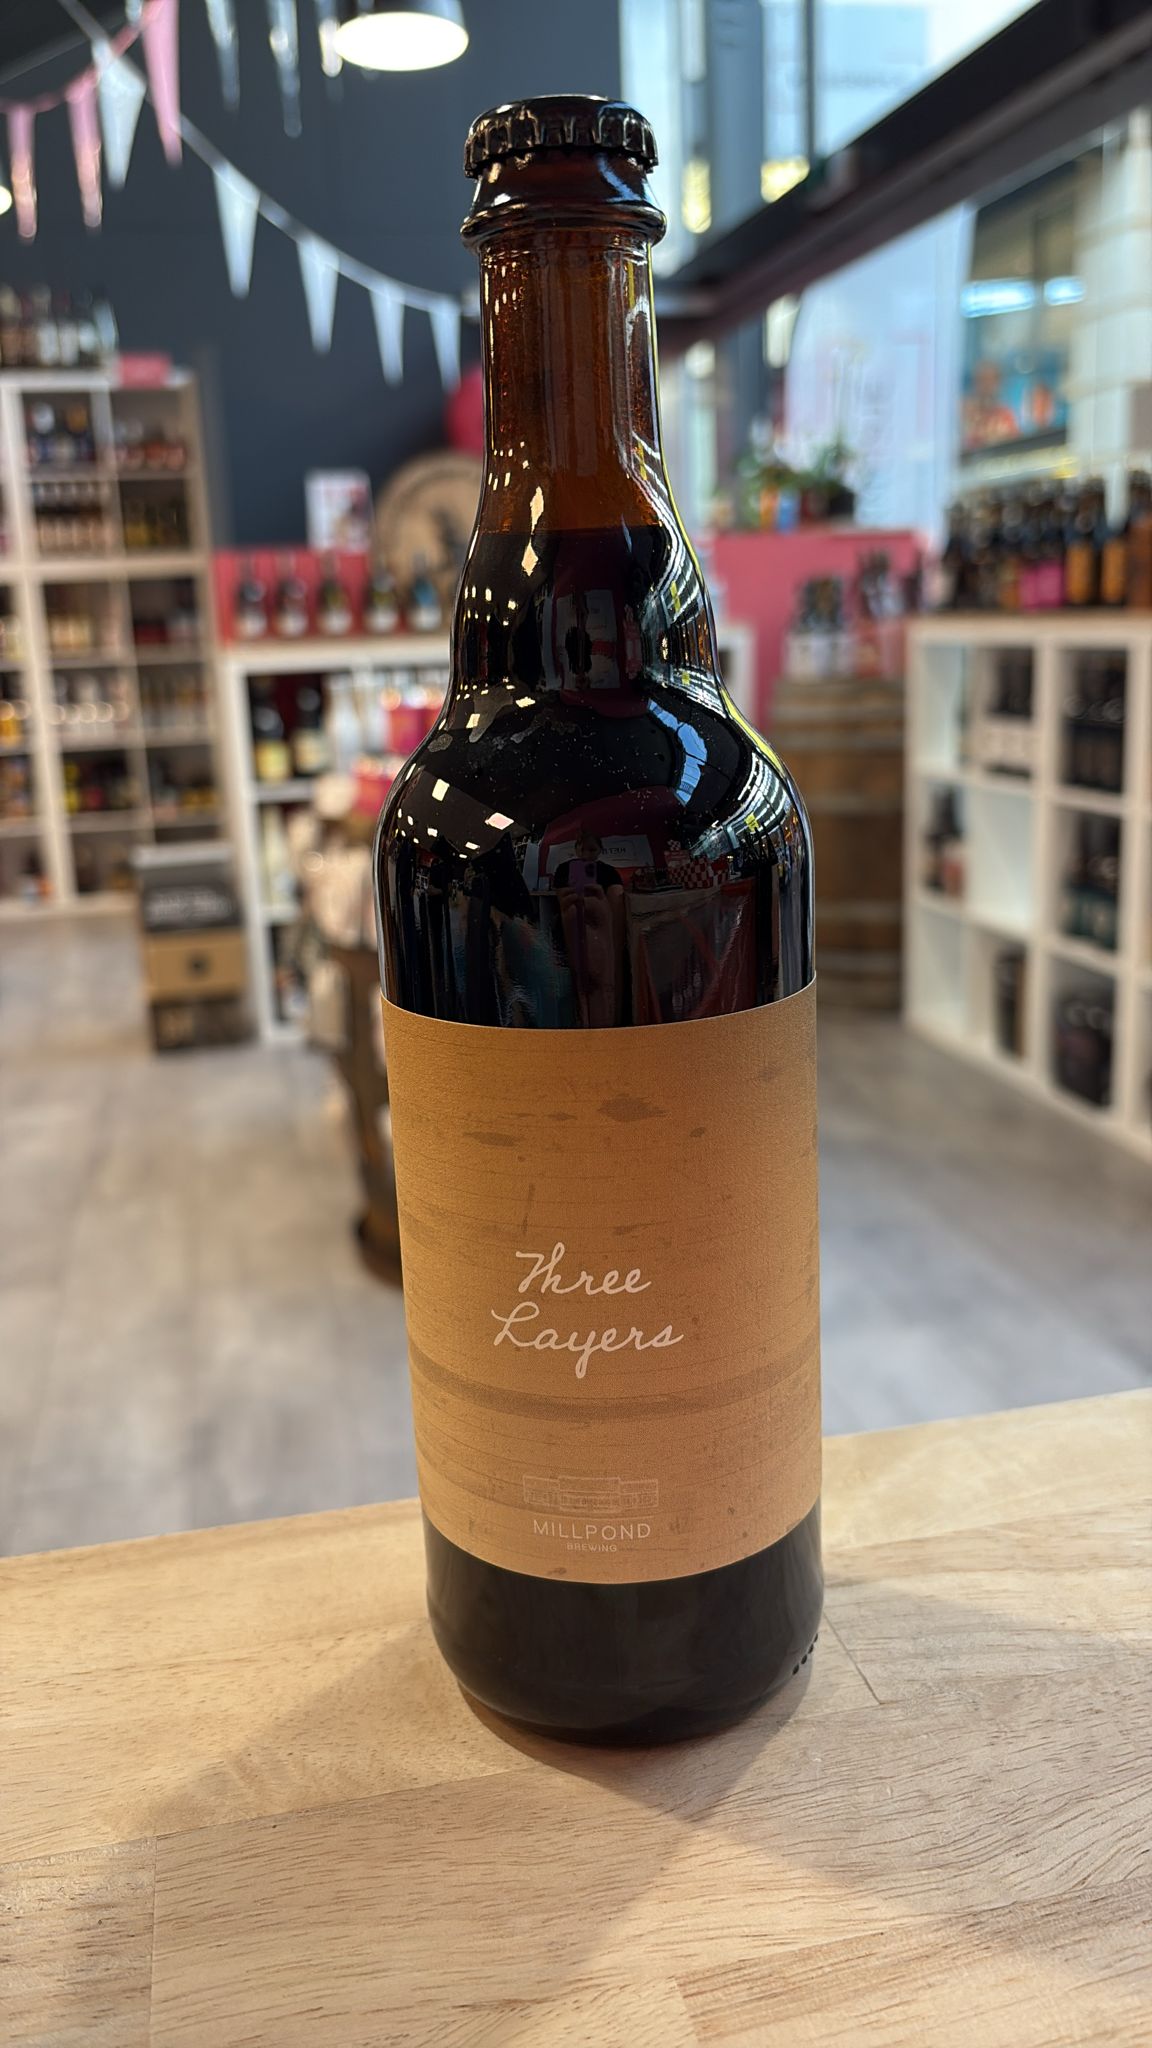 Three
Layers
MILLPOND
BREWING